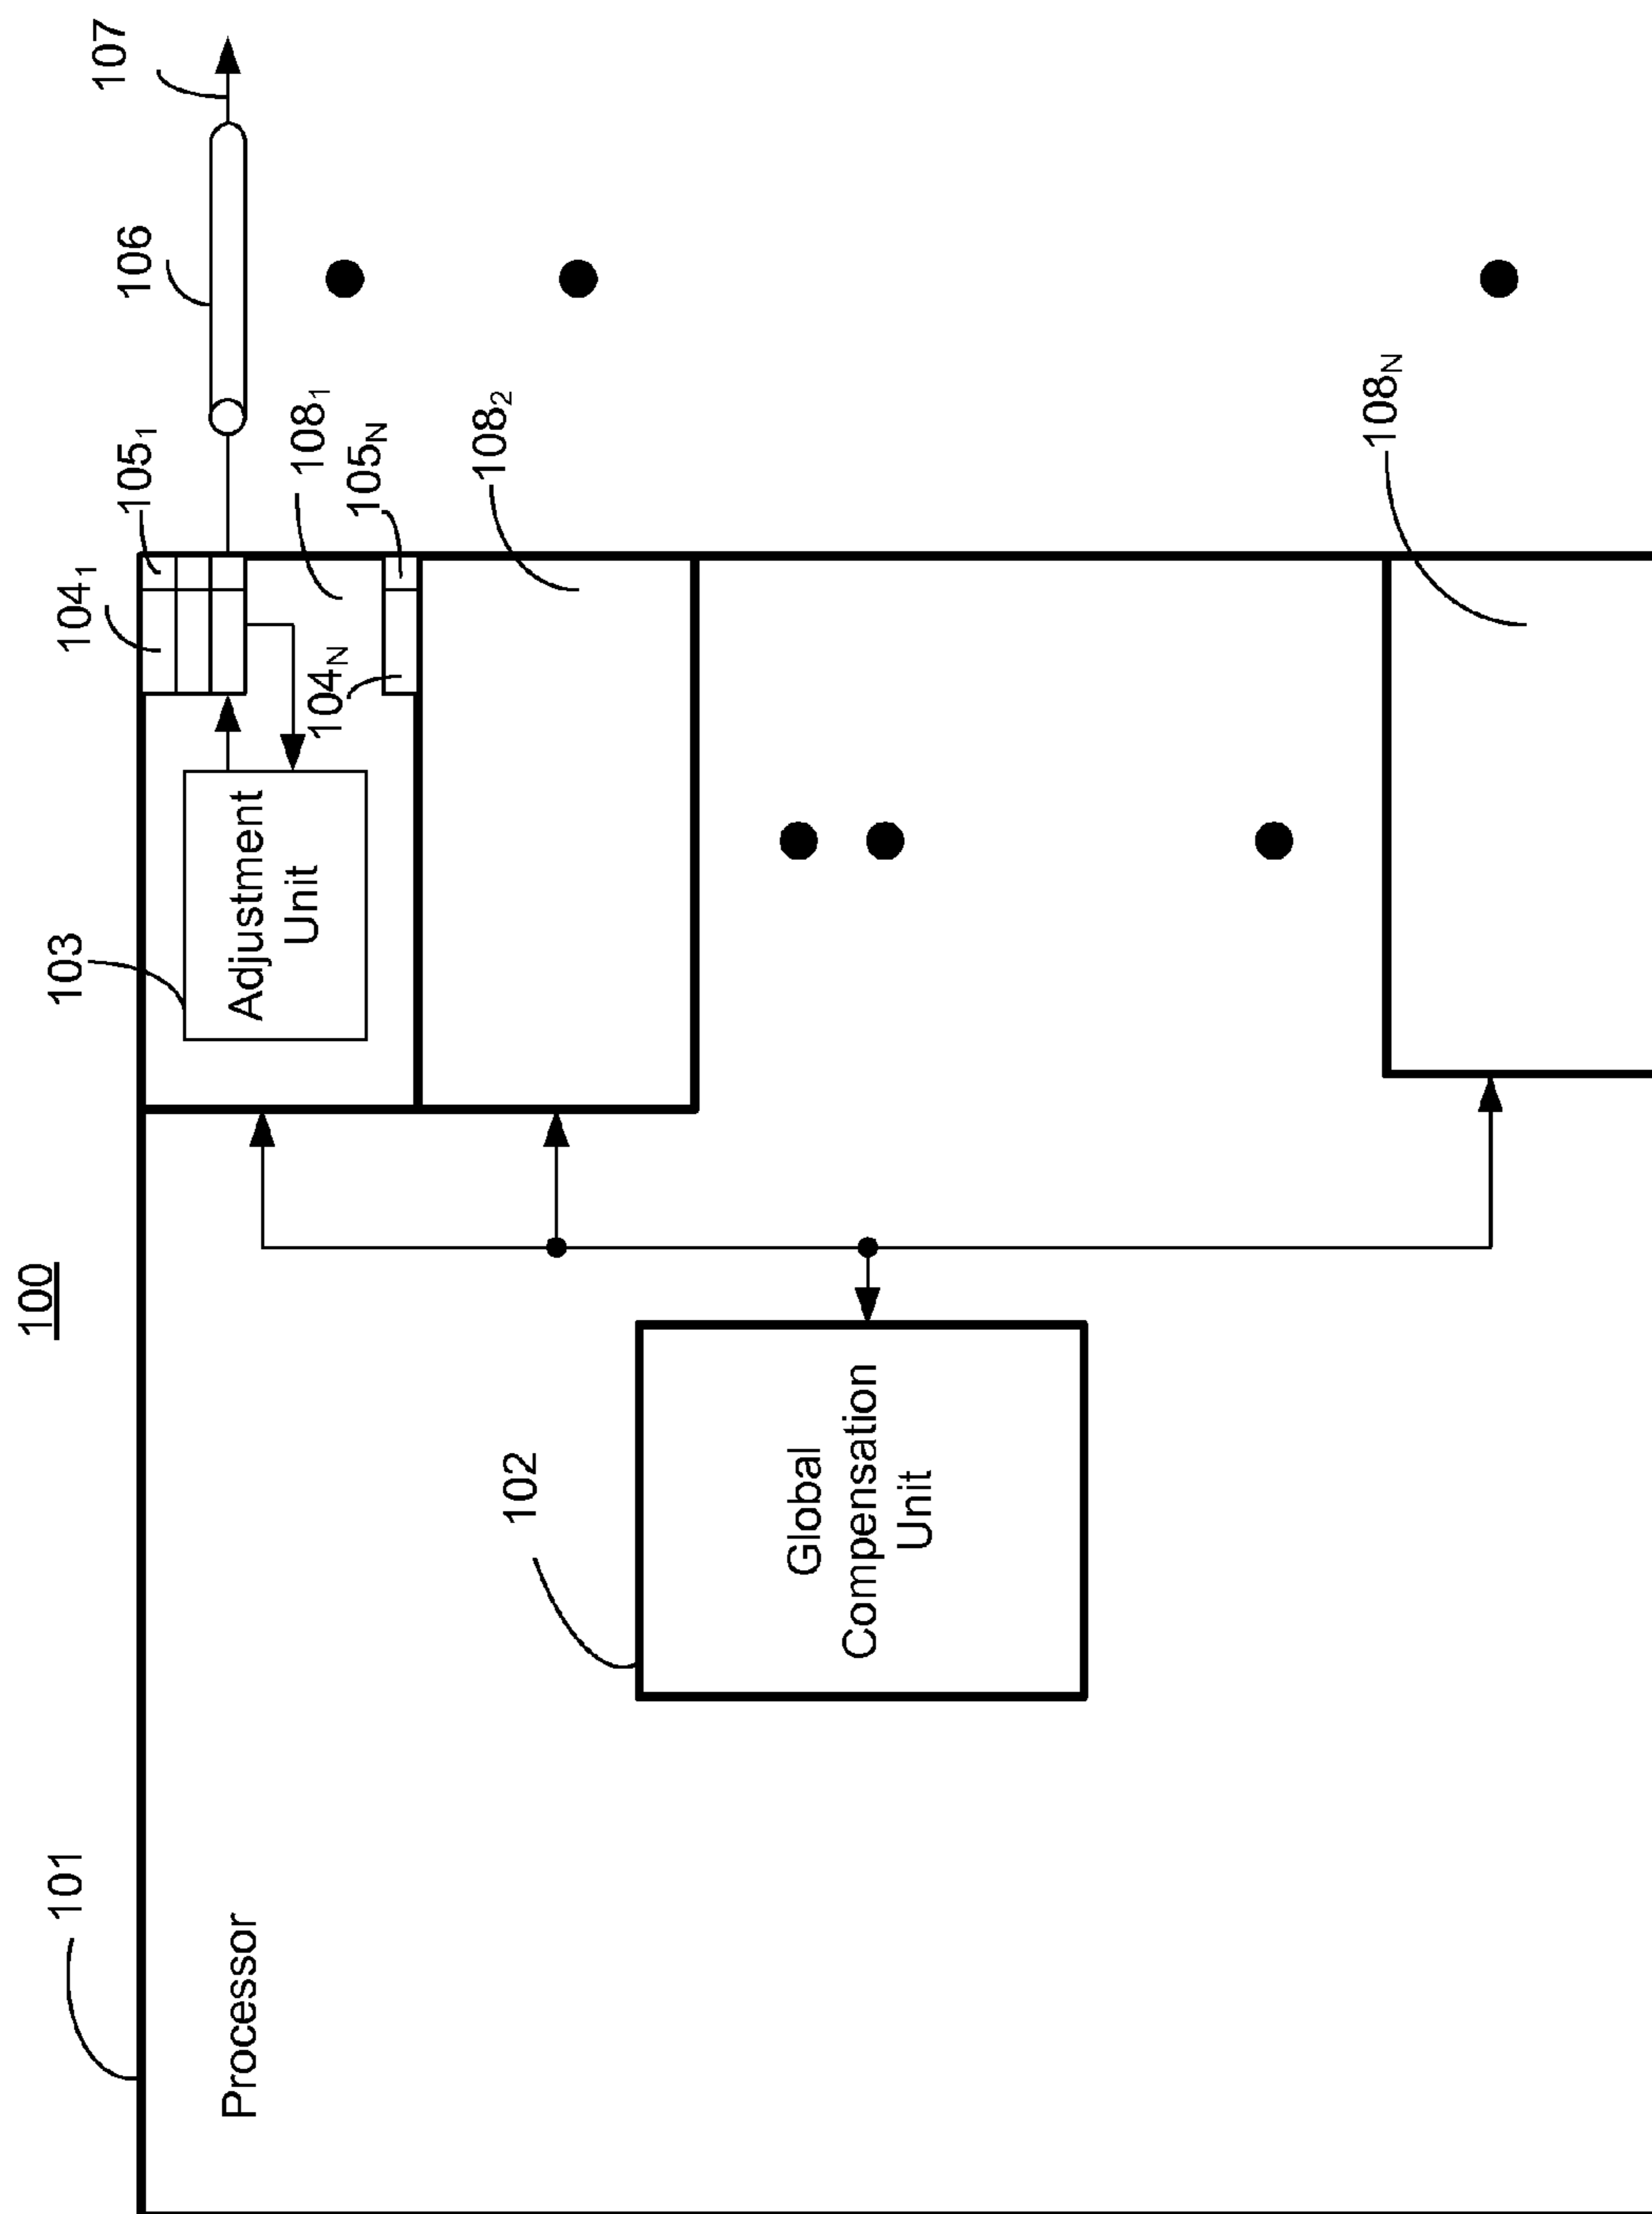 100
101
Processor
102
Global
Compensation
Unit
103
Adjustment
Unit
104₁
105₁
106
107
108₁
104N
105N
108₂
108N